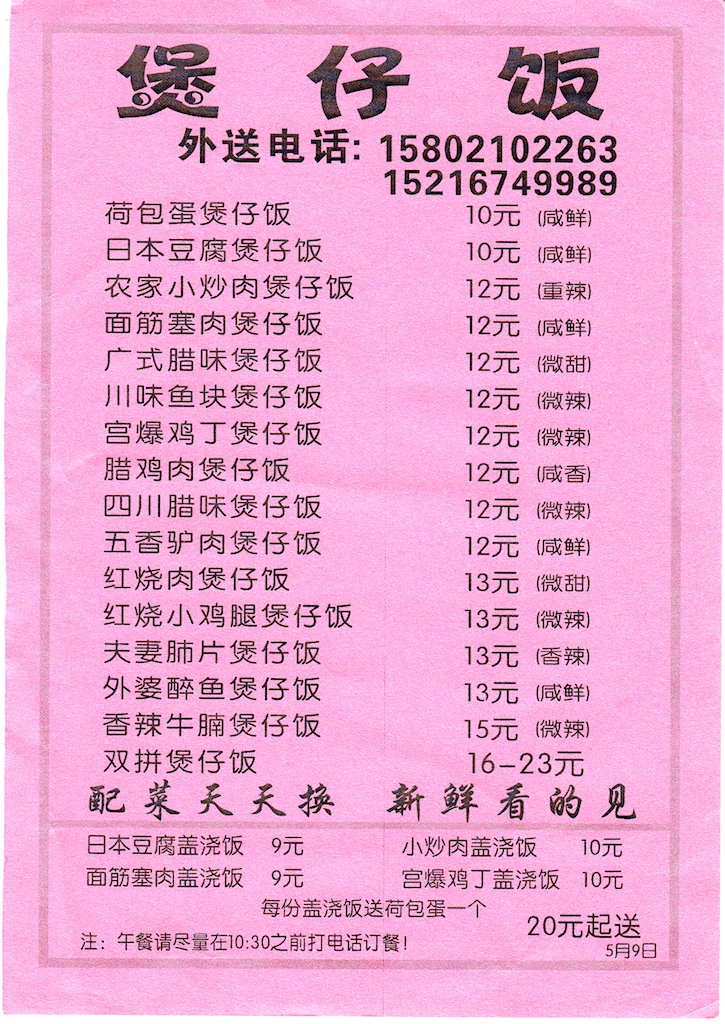 煲仔饭
外送电话: 15802102263
15216749989
荷包蛋煲仔饭 10元 (咸鲜)
日本豆腐煲仔饭 10元 (咸鲜)
农家小炒肉煲仔饭 12元 (重辣)
面筋塞肉煲仔饭 12元 (咸鲜)
广式腊味煲仔饭 12元 (微甜)
川味鱼块煲仔饭 12元 (微辣)
宫爆鸡丁煲仔饭 12元 (微辣)
腊鸡肉煲仔饭 12元 (咸香)
四川腊味煲仔饭 12元 (微辣)
五香驴肉煲仔饭 12元 (咸鲜)
红烧肉煲仔饭 13元 (微甜)
红烧小鸡腿煲仔饭 13元 (微辣)
夫妻肺片煲仔饭 13元 (香辣)
外婆醉鱼煲仔饭 13元 (咸鲜)
香辣牛腩煲仔饭 15元 (微辣)
双拼煲仔饭 16-23元
配菜天天换 新鲜看的见
日本豆腐盖浇饭 9元 小炒肉盖浇饭 10元
面筋塞肉盖浇饭 9元 宫爆鸡丁盖浇饭 10元
每份盖浇饭送荷包蛋一个
20元起送
注：午餐请尽量在10:30之前打电话订餐!
5月9日